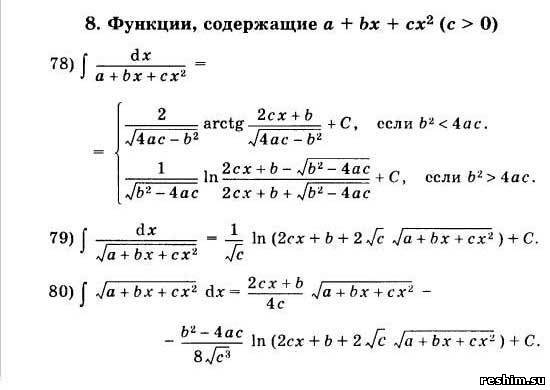 8. Функции, содержащие a + bx + cx² (c > 0)
78) ∫ dx / (a + bx + cx²) =
= { 2/√(4ac − b²) arctg (2cx + b)/√(4ac − b²) + C, если b² < 4ac.
1/√(b² − 4ac) ln (2cx + b − √(b² − 4ac))/(2cx + b + √(b² − 4ac)) + C, если b² > 4ac.
79) ∫ dx/√(a + bx + cx²) = 1/√c ln (2cx + b + 2√c √(a + bx + cx²)) + C.
80) ∫ √(a + bx + cx²) dx = (2cx + b)/4c √(a + bx + cx²) −
− (b² − 4ac)/(8√c³) ln (2cx + b + 2√c √(a + bx + cx²)) + C.
reshim.su